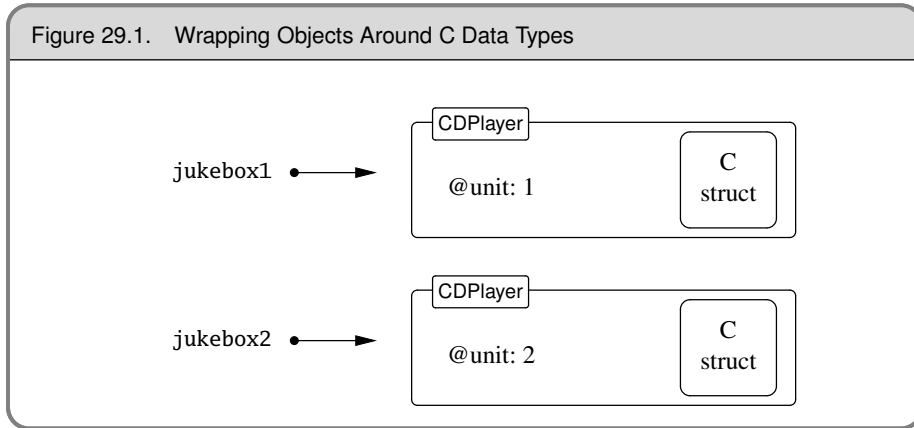 Figure 29.1. Wrapping Objects Around C Data Types
CDPlayer
jukebox1
@unit: 1
C
struct
CDPlayer
jukebox2
@unit: 2
C
struct